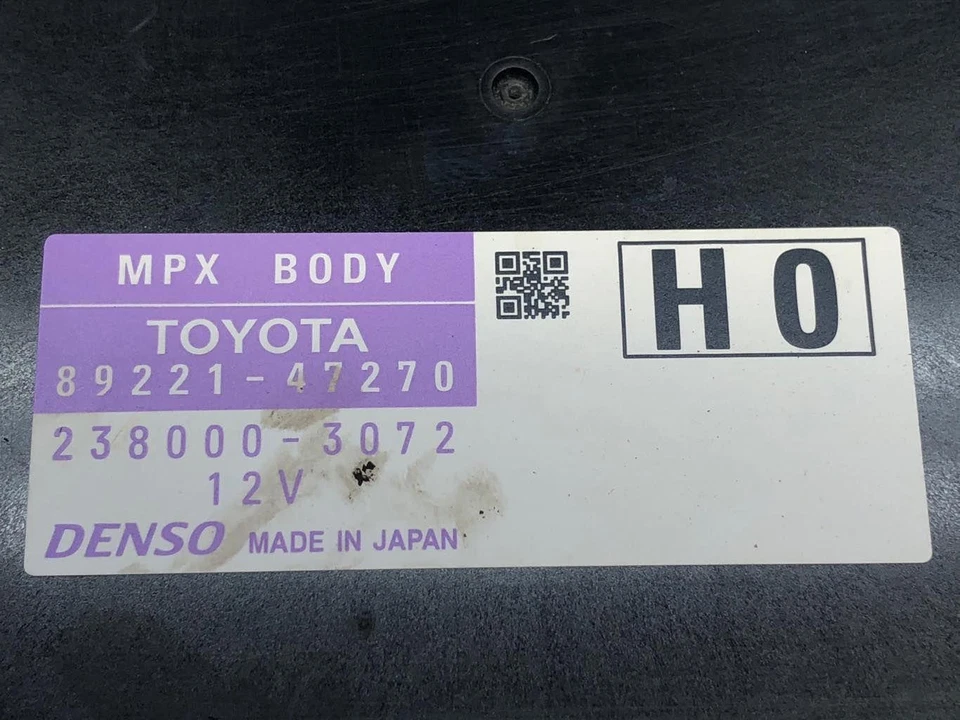 MPX BODY
TOYOTA
89221-47270
238000-3072
12V
DENSO MADE IN JAPAN
H0